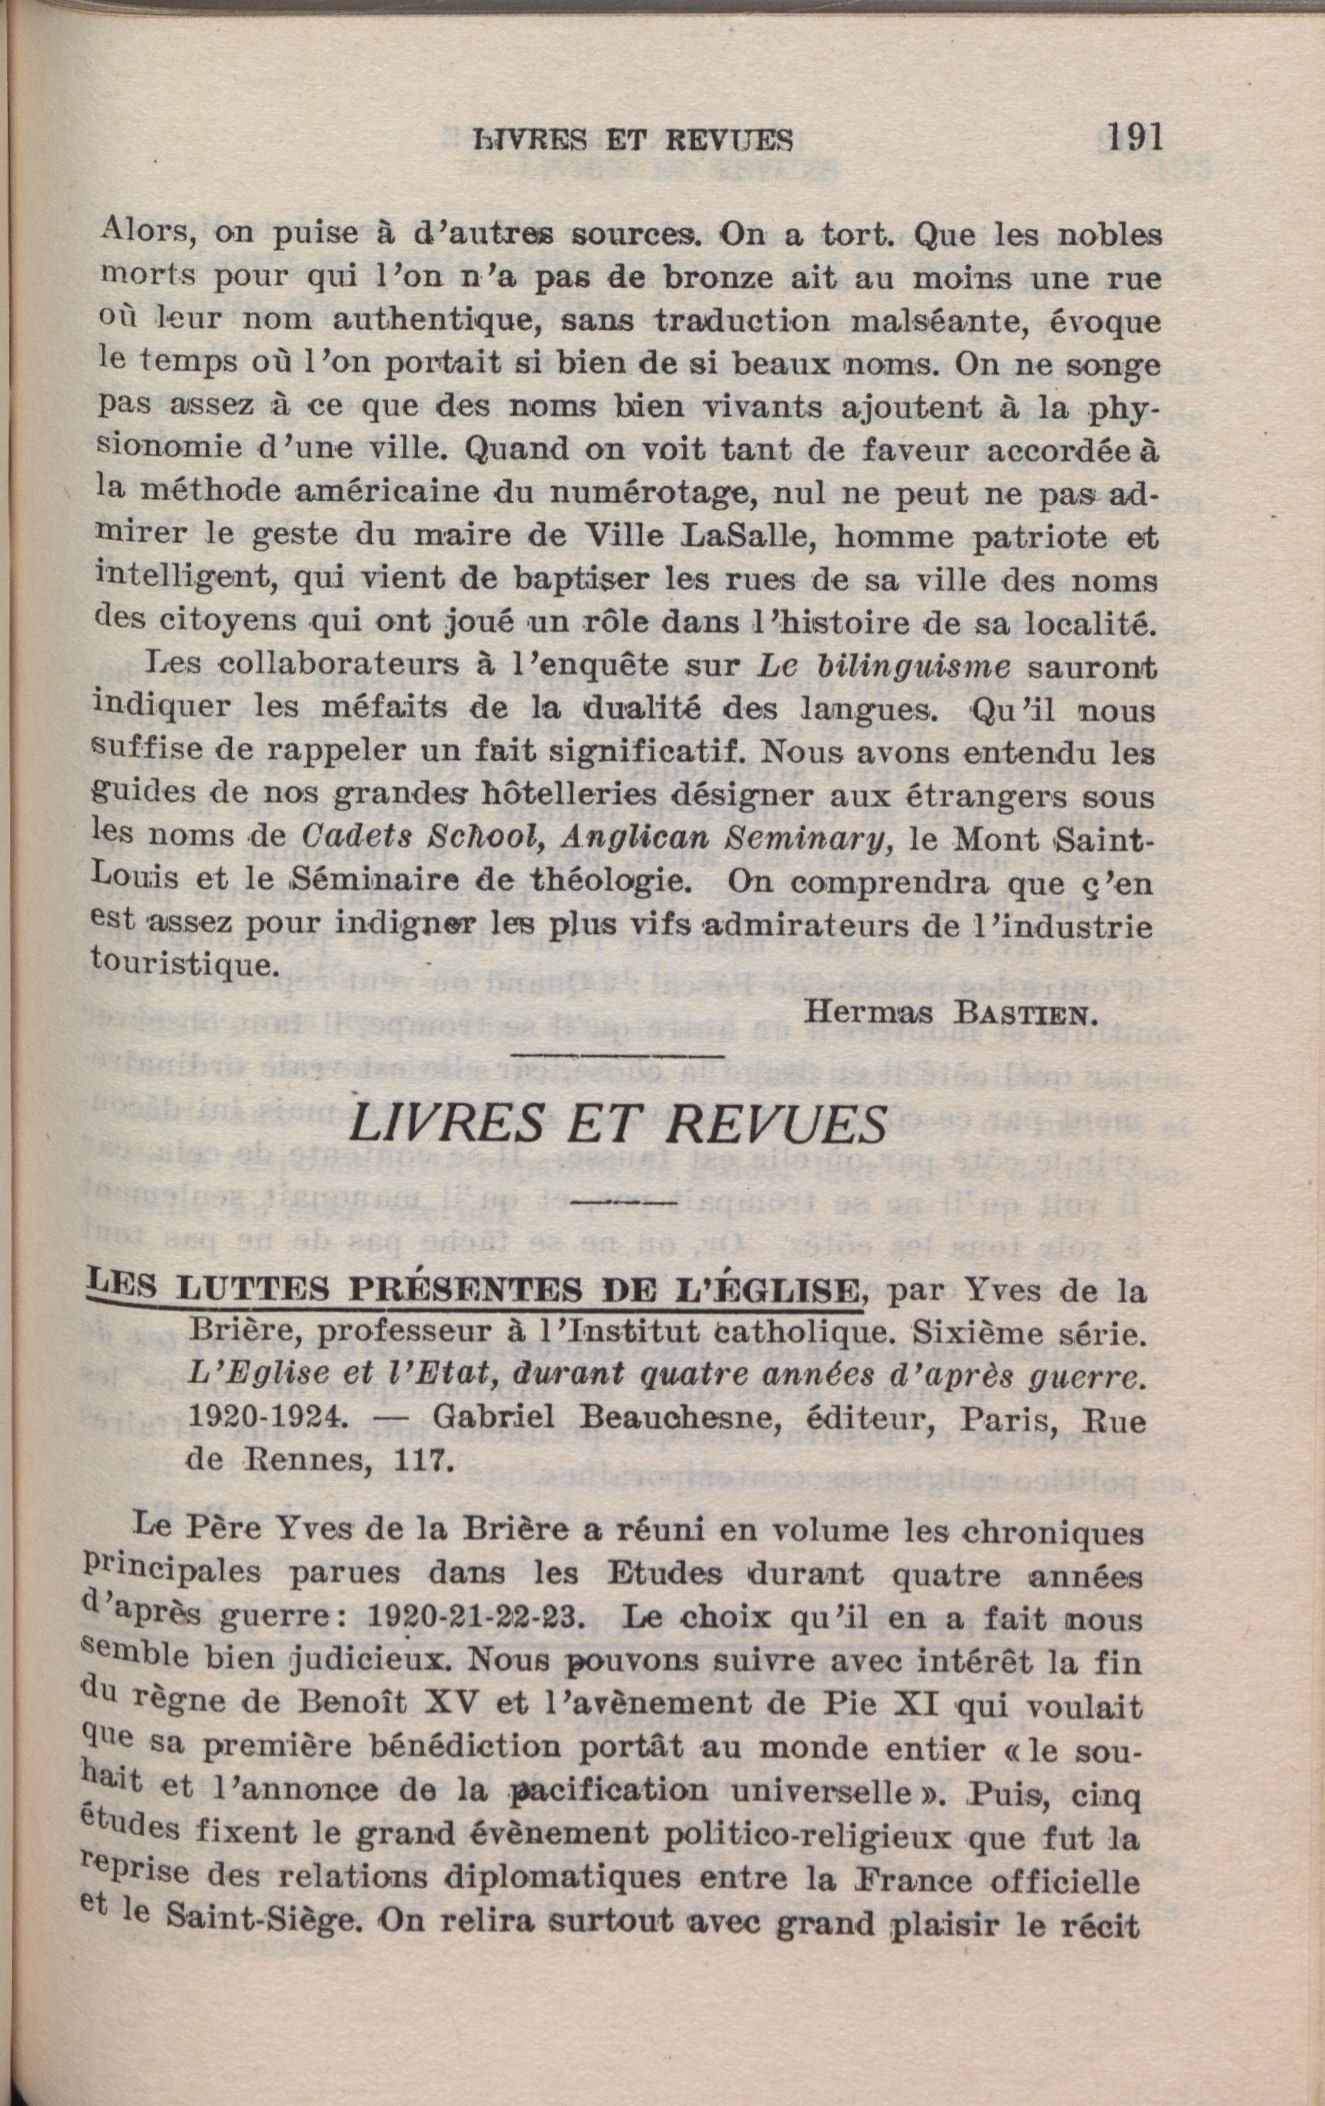 LIVRES ET REVUES 191
Alors, on puise à d'autres sources. On a tort. Que les nobles
morts pour qui l'on n'a pas de bronze ait au moins une rue
où leur nom authentique, sans traduction malséante, évoque
le temps où l'on portait si bien de si beaux noms. On ne songe
pas assez à ce que des noms bien vivants ajoutent à la phy-
sionomie d'une ville. Quand on voit tant de faveur accordée à
la méthode américaine du numérotage, nul ne peut ne pas ad-
mirer le geste du maire de Ville LaSalle, homme patriote et
intelligent, qui vient de baptiser les rues de sa ville des noms
des citoyens qui ont joué un rôle dans l'histoire de sa localité.
Les collaborateurs à l'enquête sur Le bilinguisme sauront
indiquer les méfaits de la dualité des langues. Qu'il nous
suffise de rappeler un fait significatif. Nous avons entendu les
guides de nos grandes hôtelleries désigner aux étrangers sous
les noms de Cadets School, Anglican Seminary, le Mont Saint-
Louis et le Séminaire de théologie. On comprendra que ç'en
est assez pour indigner les plus vifs admirateurs de l'industrie
touristique.
Hermas BASTIEN.
LIVRES ET REVUES
LES LUTTES PRÉSENTES DE L'ÉGLISE, par Yves de la
Brière, professeur à l'Institut catholique. Sixième série.
L'Eglise et l'Etat, durant quatre années d'après guerre.
1920-1924. — Gabriel Beauchesne, éditeur, Paris, Rue
de Rennes, 117.
Le Père Yves de la Brière a réuni en volume les chroniques
principales parues dans les Etudes durant quatre années
d'après guerre: 1920-21-22-23. Le choix qu'il en a fait nous
semble bien judicieux. Nous pouvons suivre avec intérêt la fin
du règne de Benoît XV et l'avènement de Pie XI qui voulait
que sa première bénédiction portât au monde entier « le sou-
hait et l'annonce de la pacification universelle ». Puis, cinq
études fixent le grand évènement politico-religieux que fut la
reprise des relations diplomatiques entre la France officielle
et le Saint-Siège. On relira surtout avec grand plaisir le récit